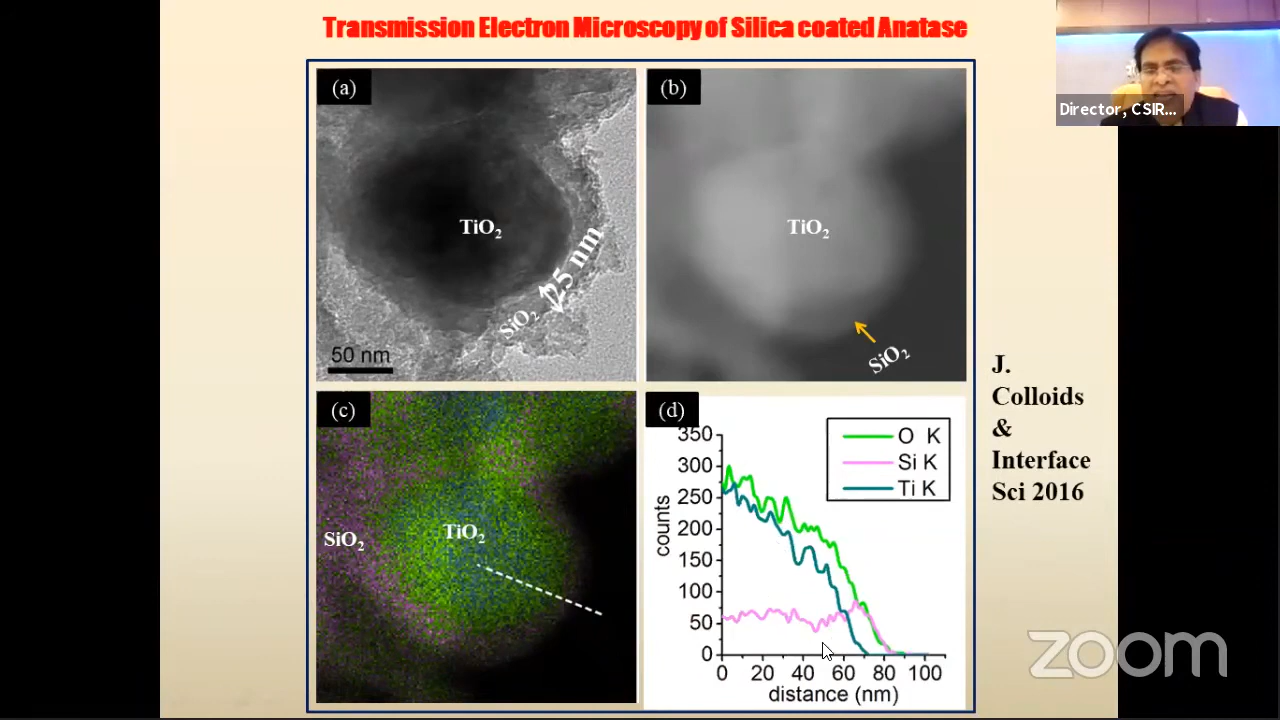 Transmission Electron Microscopy of Silica coated Anatase
Director, CSIR...
(a)
TiO₂
25 nm
SiO₂
50 nm
(b)
TiO₂
SiO₂
(c)
TiO₂
SiO₂
(d)
350
300
250
200
150
100
50
0
counts
O K
Si K
Ti K
0 20 40 60 80 100
distance (nm)
J.
Colloids
&
Interface
Sci 2016
zoom